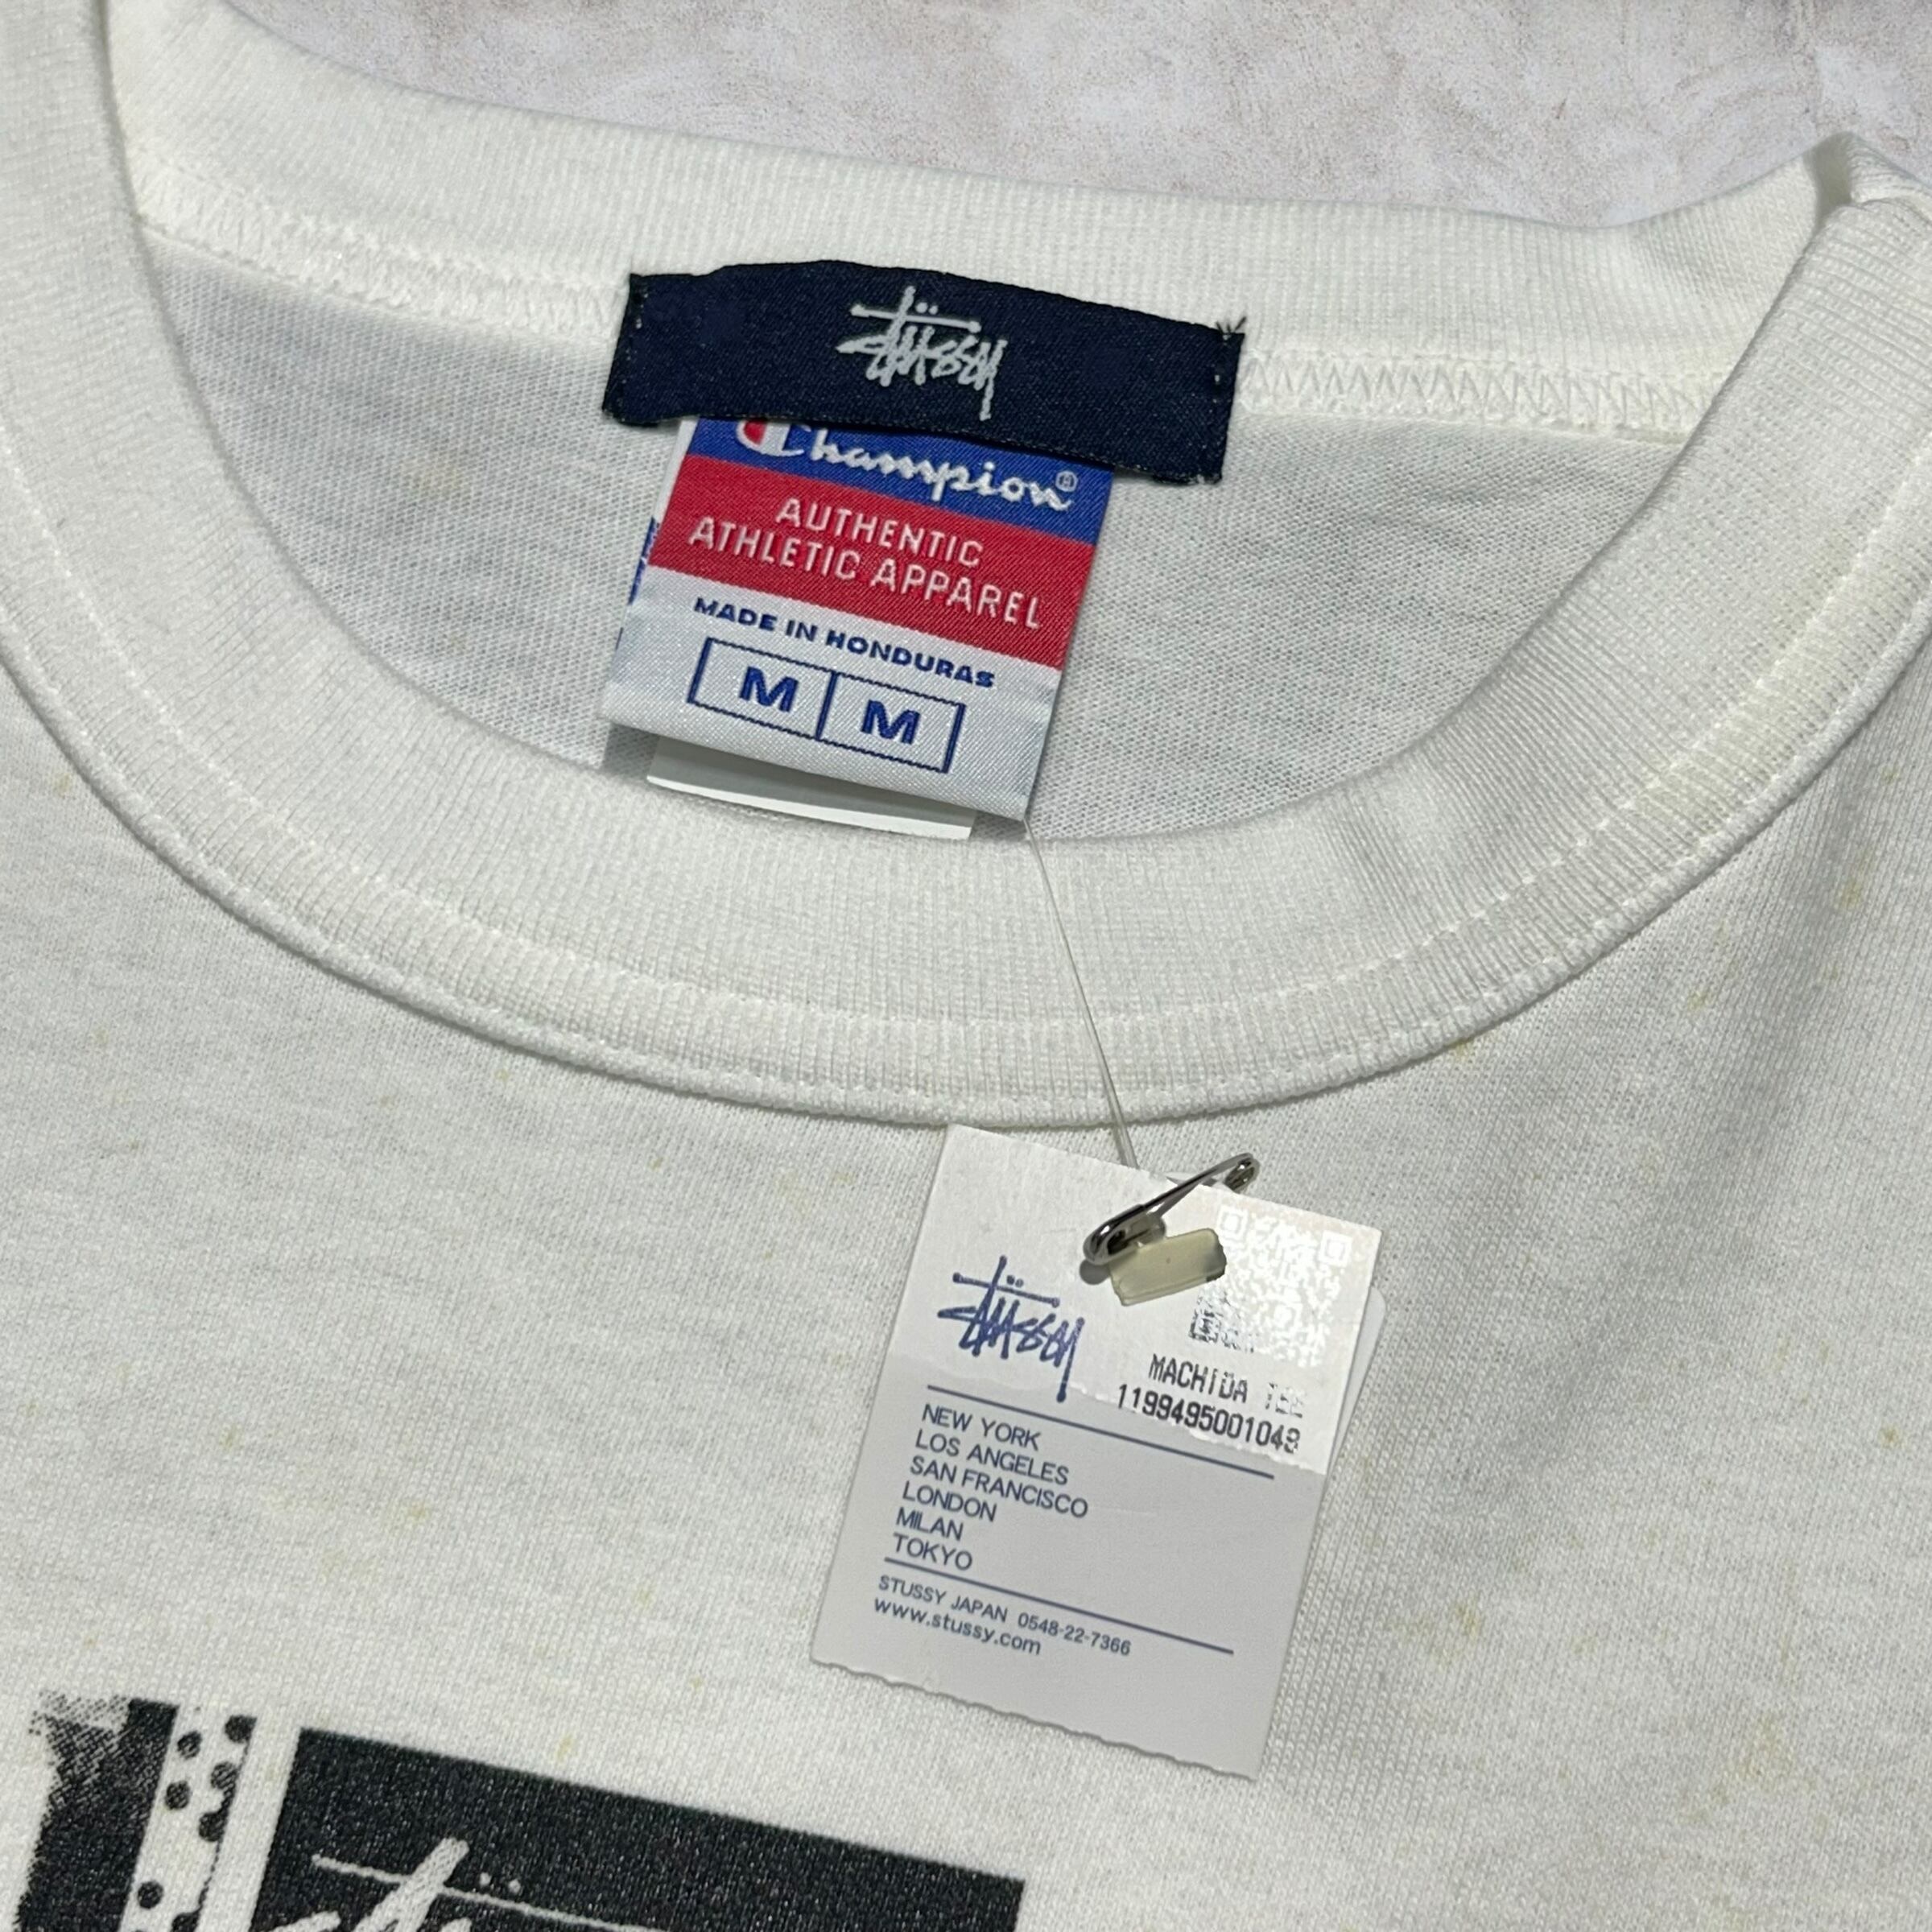 Stüssy
Champion®
AUTHENTIC
ATHLETIC APPAREL
MADE IN HONDURAS
M M
Stüssy
MACHIDA TEE
1199495001049
NEW YORK
LOS ANGELES
SAN FRANCISCO
LONDON
MILAN
TOKYO
STUSSY JAPAN 0548-22-7366
www.stussy.com